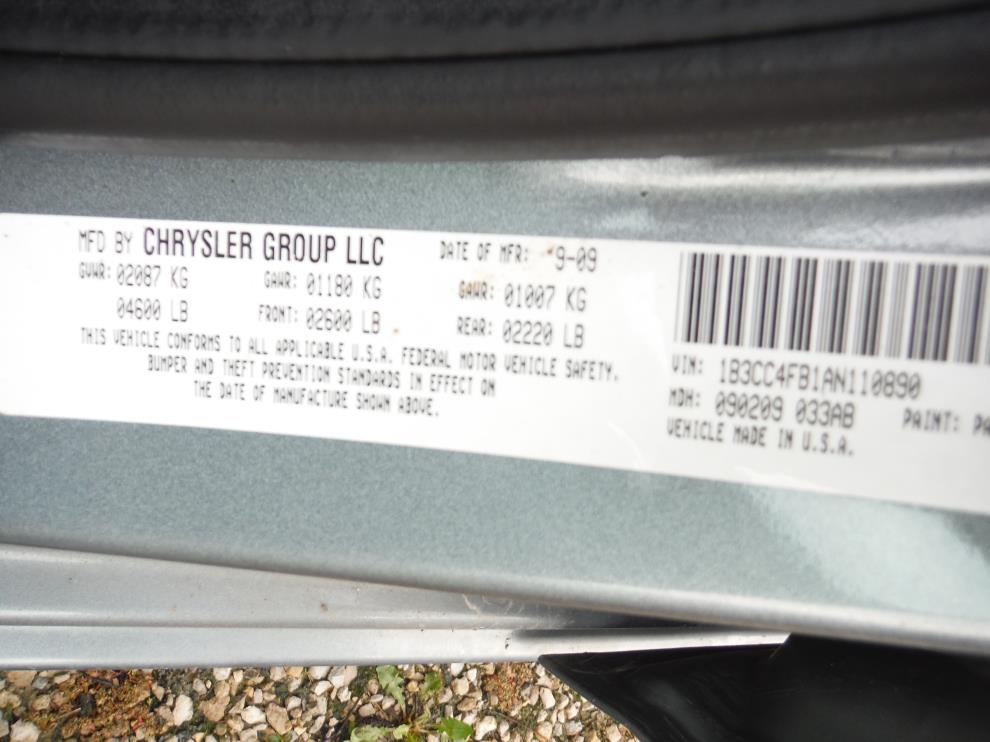 MFD BY CHRYSLER GROUP LLC DATE OF MFR: 9-09
GVWR: 02087 KG GAWR: 01180 KG GAWR: 01007 KG
04600 LB FRONT: 02600 LB REAR: 02220 LB
THIS VEHICLE CONFORMS TO ALL APPLICABLE U.S.A. FEDERAL MOTOR VEHICLE SAFETY.
BUMPER AND THEFT PREVENTION STANDARDS IN EFFECT ON
THE DATE OF MANUFACTURE SHOWN ABOVE.
VIN: 1B3CC4FB1AN110890
MDH: 090209 033AB PAINT: PA
VEHICLE MADE IN U.S.A.